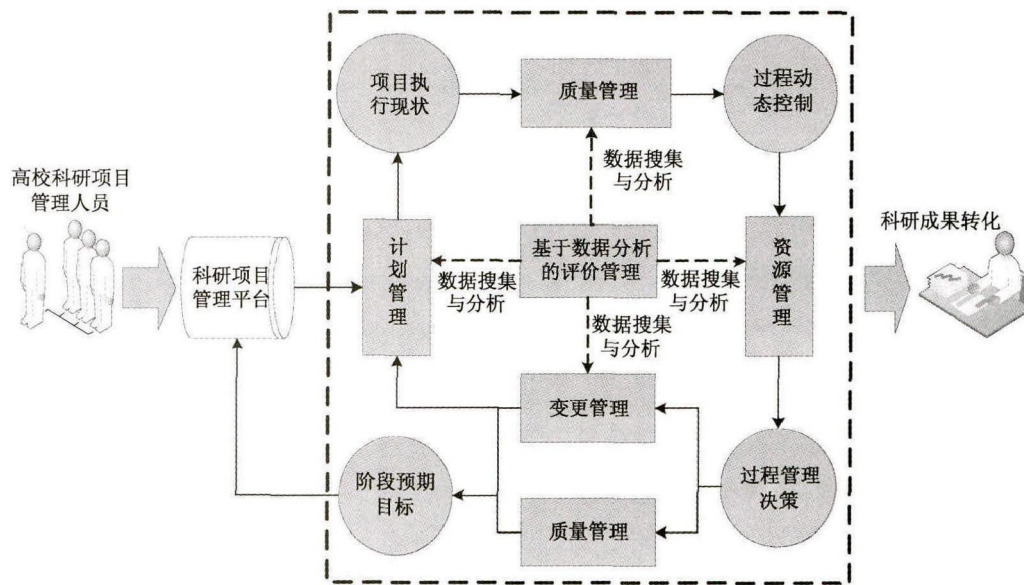 项目执
行现状
质量管理
过程动
态控制
数据搜集
与分析
高校科研项目
管理人员
科研项目
管理平台
计
划
管
理
数据搜集
与分析
基于数据分析
的评价管理
数据搜集
与分析
资
源
管
理
科研成果转化
数据搜集
与分析
变更管理
阶段预期
目标
质量管理
过程管理
决策